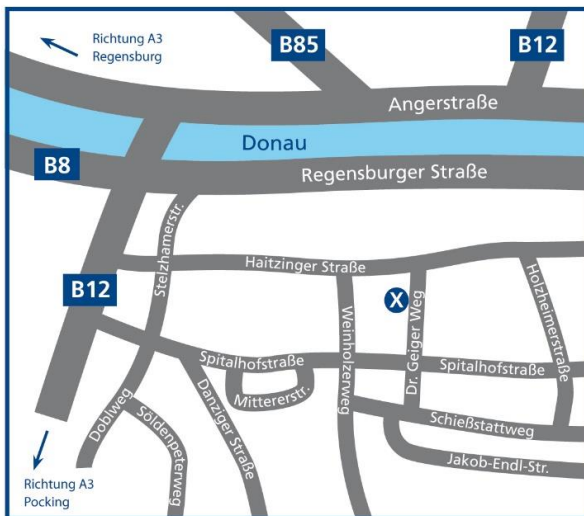 Richtung A3
Regensburg
B85
B12
Angerstraße
Donau
B8
Regensburger Straße
Stelzhamerstr.
Haitzinger Straße
B12
X
Holzheimerstraße
Weinholzerweg
Dr. Geiger Weg
Spitalhofstraße
Spitalhofstraße
Mittererstr.
Doblweg
Söldenpeterweg
Danziger Straße
Schießstattweg
Jakob-Endl-Str.
Richtung A3
Pocking